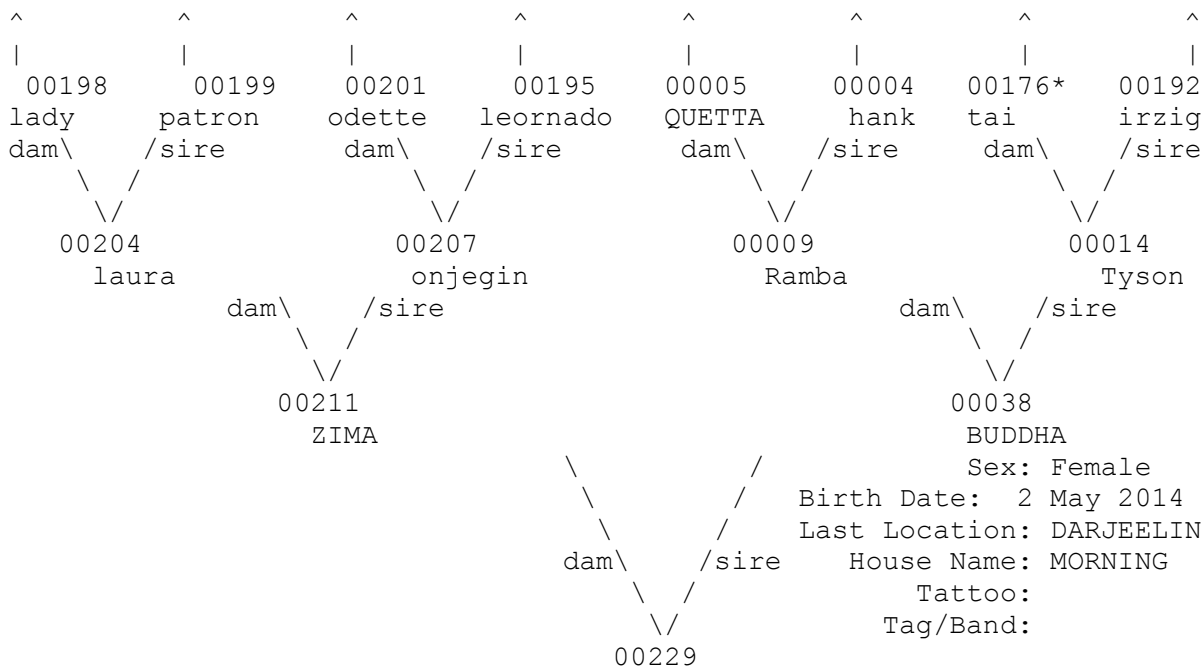 ^ ^ ^ ^ ^ ^ ^ ^
| | | | | | | |
00198 00199 00201 00195 00005 00004 00176* 00192
lady patron odette leornado QUETTA hank tai irzig
dam\ /sire dam\ /sire dam\ /sire dam\ /sire
\ / \ / \ / \ /
\/ \/ \/ \/
00204 00207 00009 00014
laura onjegin Ramba Tyson
dam\ /sire dam\ /sire
\ / \ /
\/ \/
00211 00038
ZIMA BUDDHA
\ / Sex: Female
\ / Birth Date: 2 May 2014
\ / Last Location: DARJEELIN
dam\ /sire House Name: MORNING
\ / Tattoo:
\/ Tag/Band:
00229